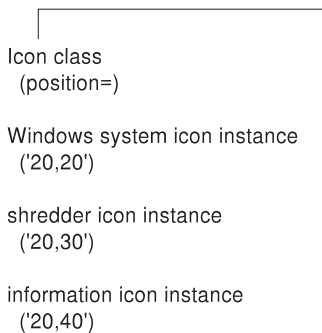 Icon class
(position=)
Windows system icon instance
('20,20')
shredder icon instance
('20,30')
information icon instance
('20,40')